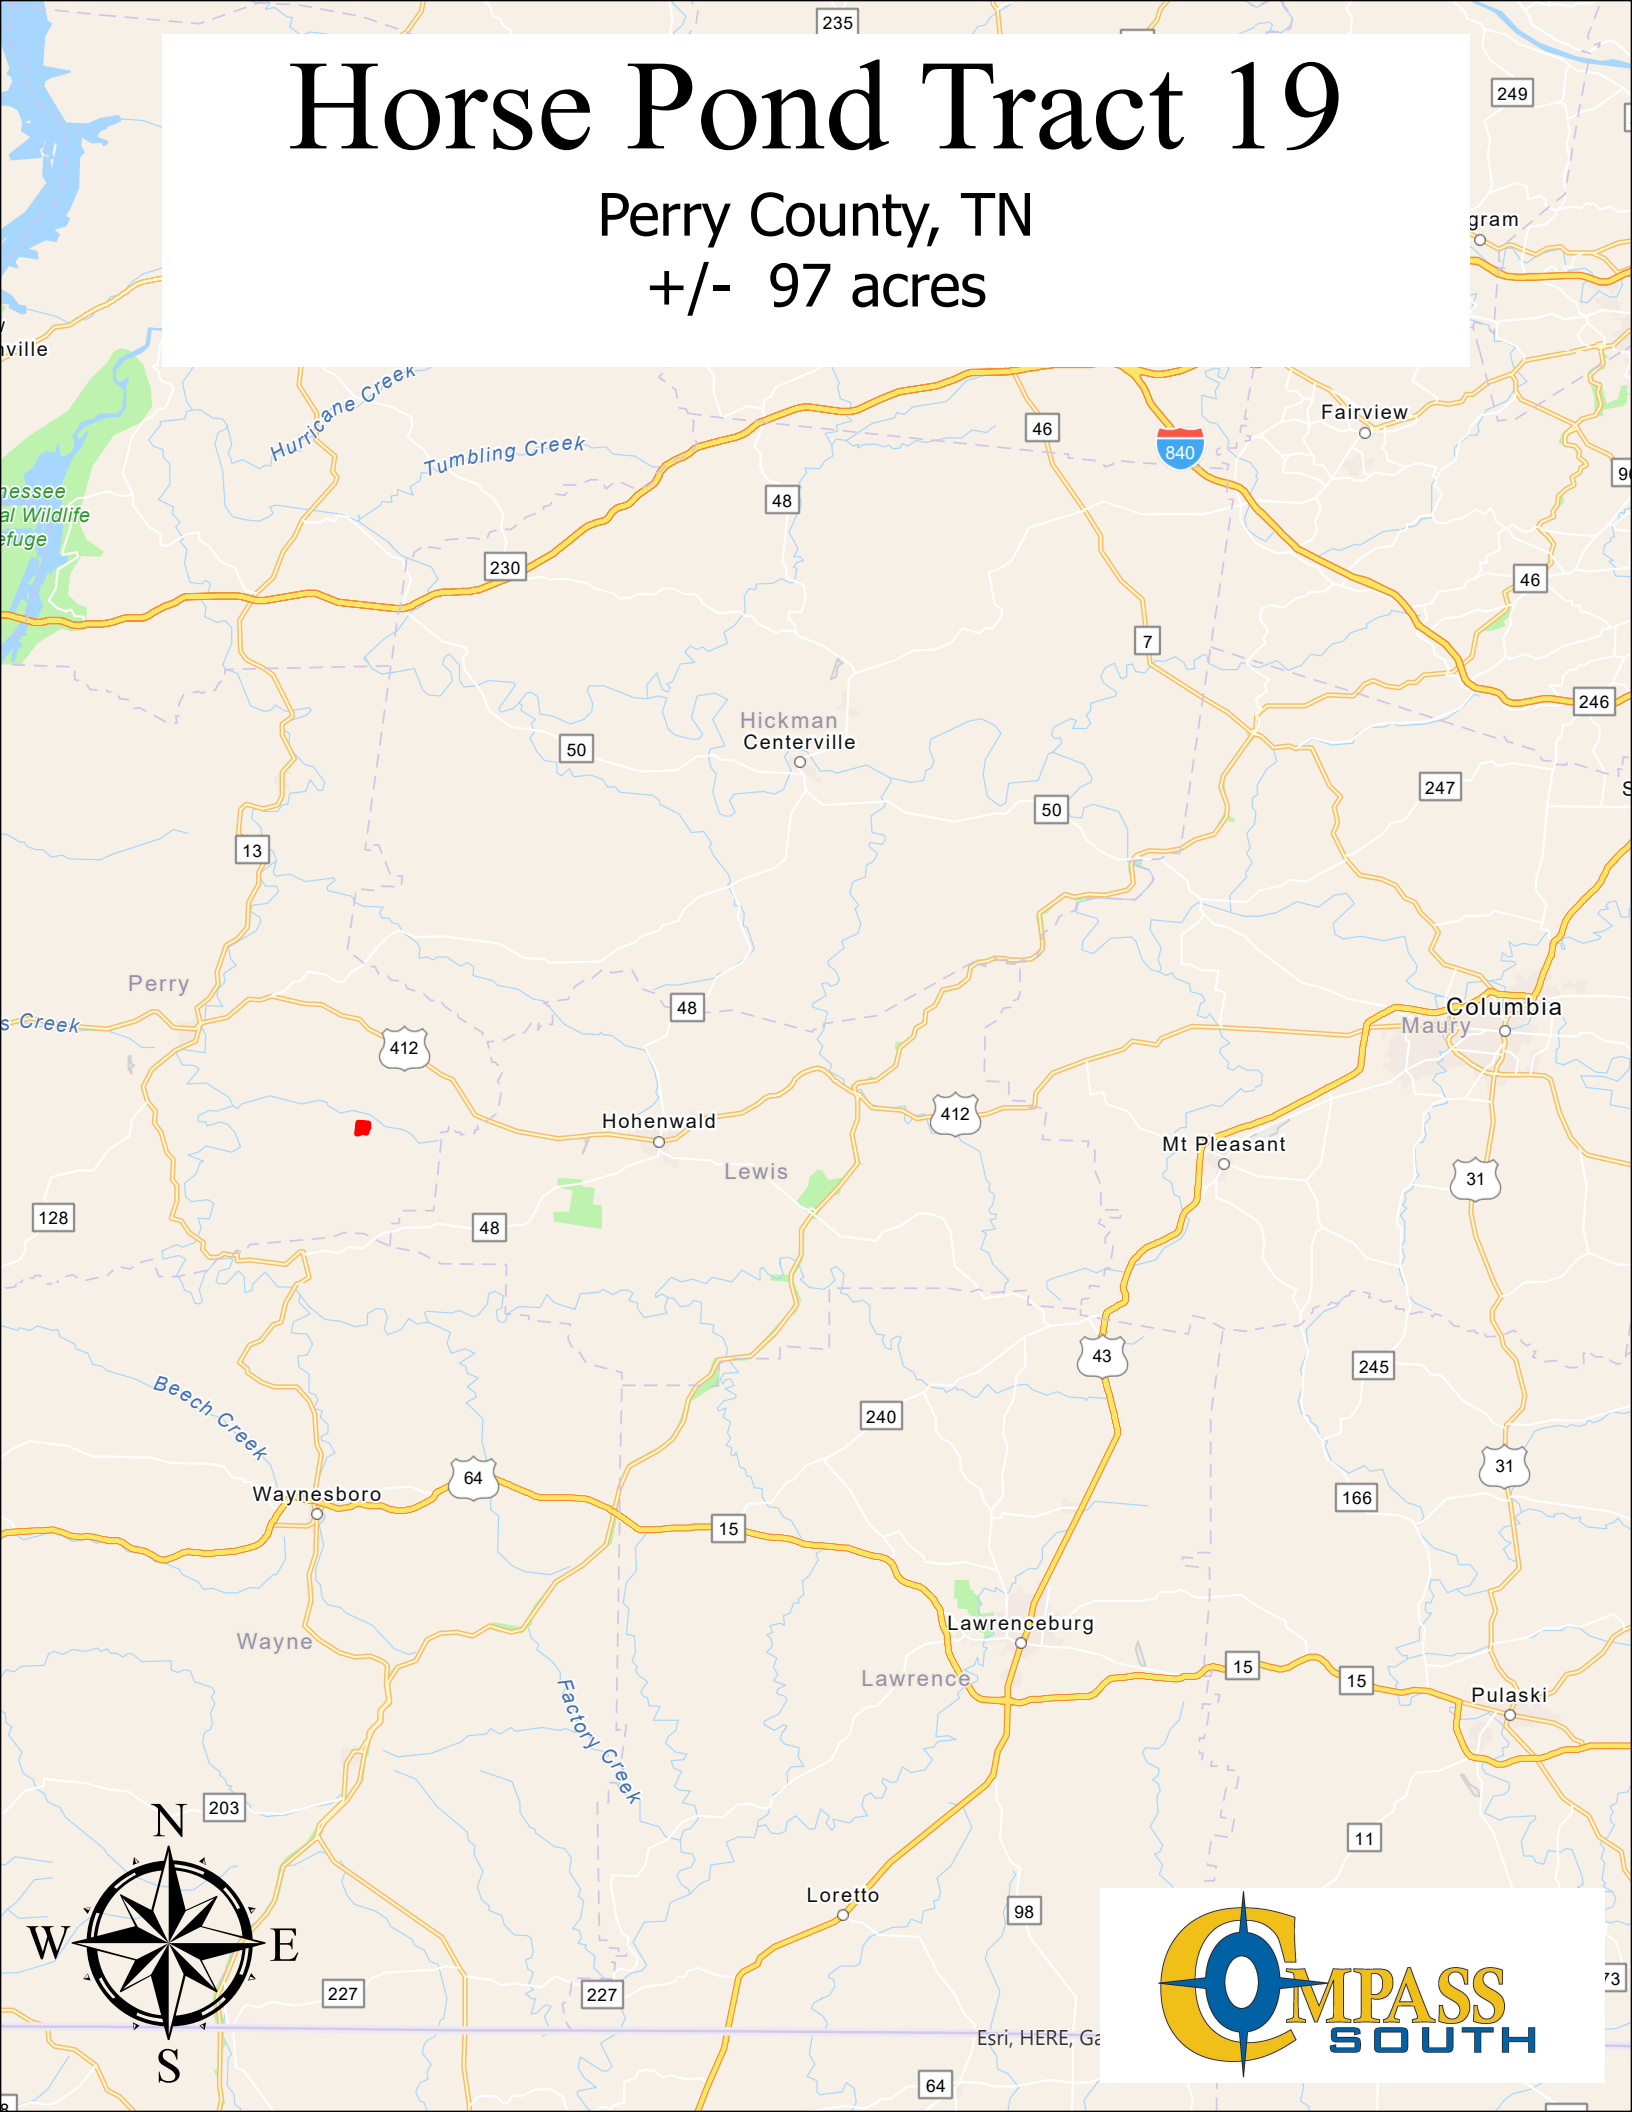 235
Horse Pond Tract 19
249
Perry County, TN
gram
+/- 97 acres
ville
Hurricane Creek
Fairview
46
840
Tumbling Creek
48
nessee
al Wildlife
efuge
230
46
7
246
Hickman
Centerville
50
247
50
13
Perry
48
Columbia
Maury
s Creek
412
Hohenwald
412
Mt Pleasant
Lewis
31
128
48
43
245
Beech Creek
240
64
31
Waynesboro
166
15
Lawrenceburg
Wayne
15
Lawrence
15
Pulaski
Factory Creek
203
N
11
Loretto
98
W
E
COMPASS
SOUTH
73
227
227
Esri, HERE, Ga
S
64